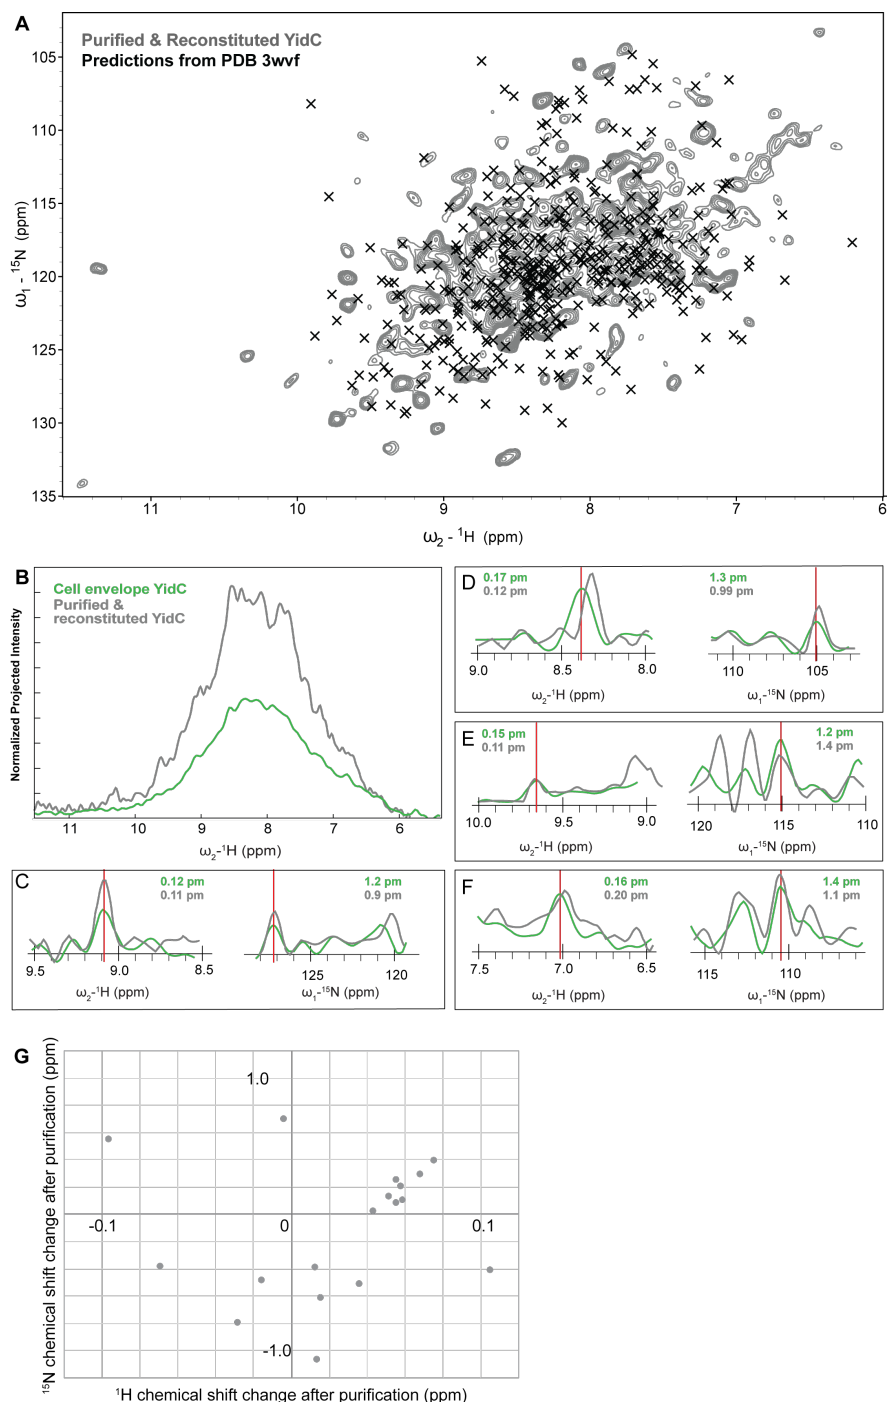 A
Purified & Reconstituted YidC
Predictions from PDB 3wvf
105
110
115
120
125
130
135
ω1 - 15N (ppm)
11
10
9
8
7
6
ω2 - 1H (ppm)
B
Cell envelope YidC
Purified &
reconstituted YidC
Normalized Projected Intensity
11
10
9
8
7
6
ω2-1H (ppm)
C
0.12 pm
0.11 pm
9.5
9.0
8.5
ω2-1H (ppm)
1.2 pm
0.9 pm
125
120
ω1-15N (ppm)
D
0.17 pm
0.12 pm
9.0
8.5
8.0
ω2-1H (ppm)
1.3 pm
0.99 pm
110
105
ω1-15N (ppm)
E
0.15 pm
0.11 pm
10.0
9.5
9.0
ω2-1H (ppm)
1.2 pm
1.4 pm
120
115
110
ω1-15N (ppm)
F
0.16 pm
0.20 pm
7.5
7.0
6.5
ω2-1H (ppm)
1.4 pm
1.1 pm
115
110
ω1-15N (ppm)
G
15N chemical shift change after purification (ppm)
1.0
-0.1
0
0.1
-1.0
1H chemical shift change after purification (ppm)